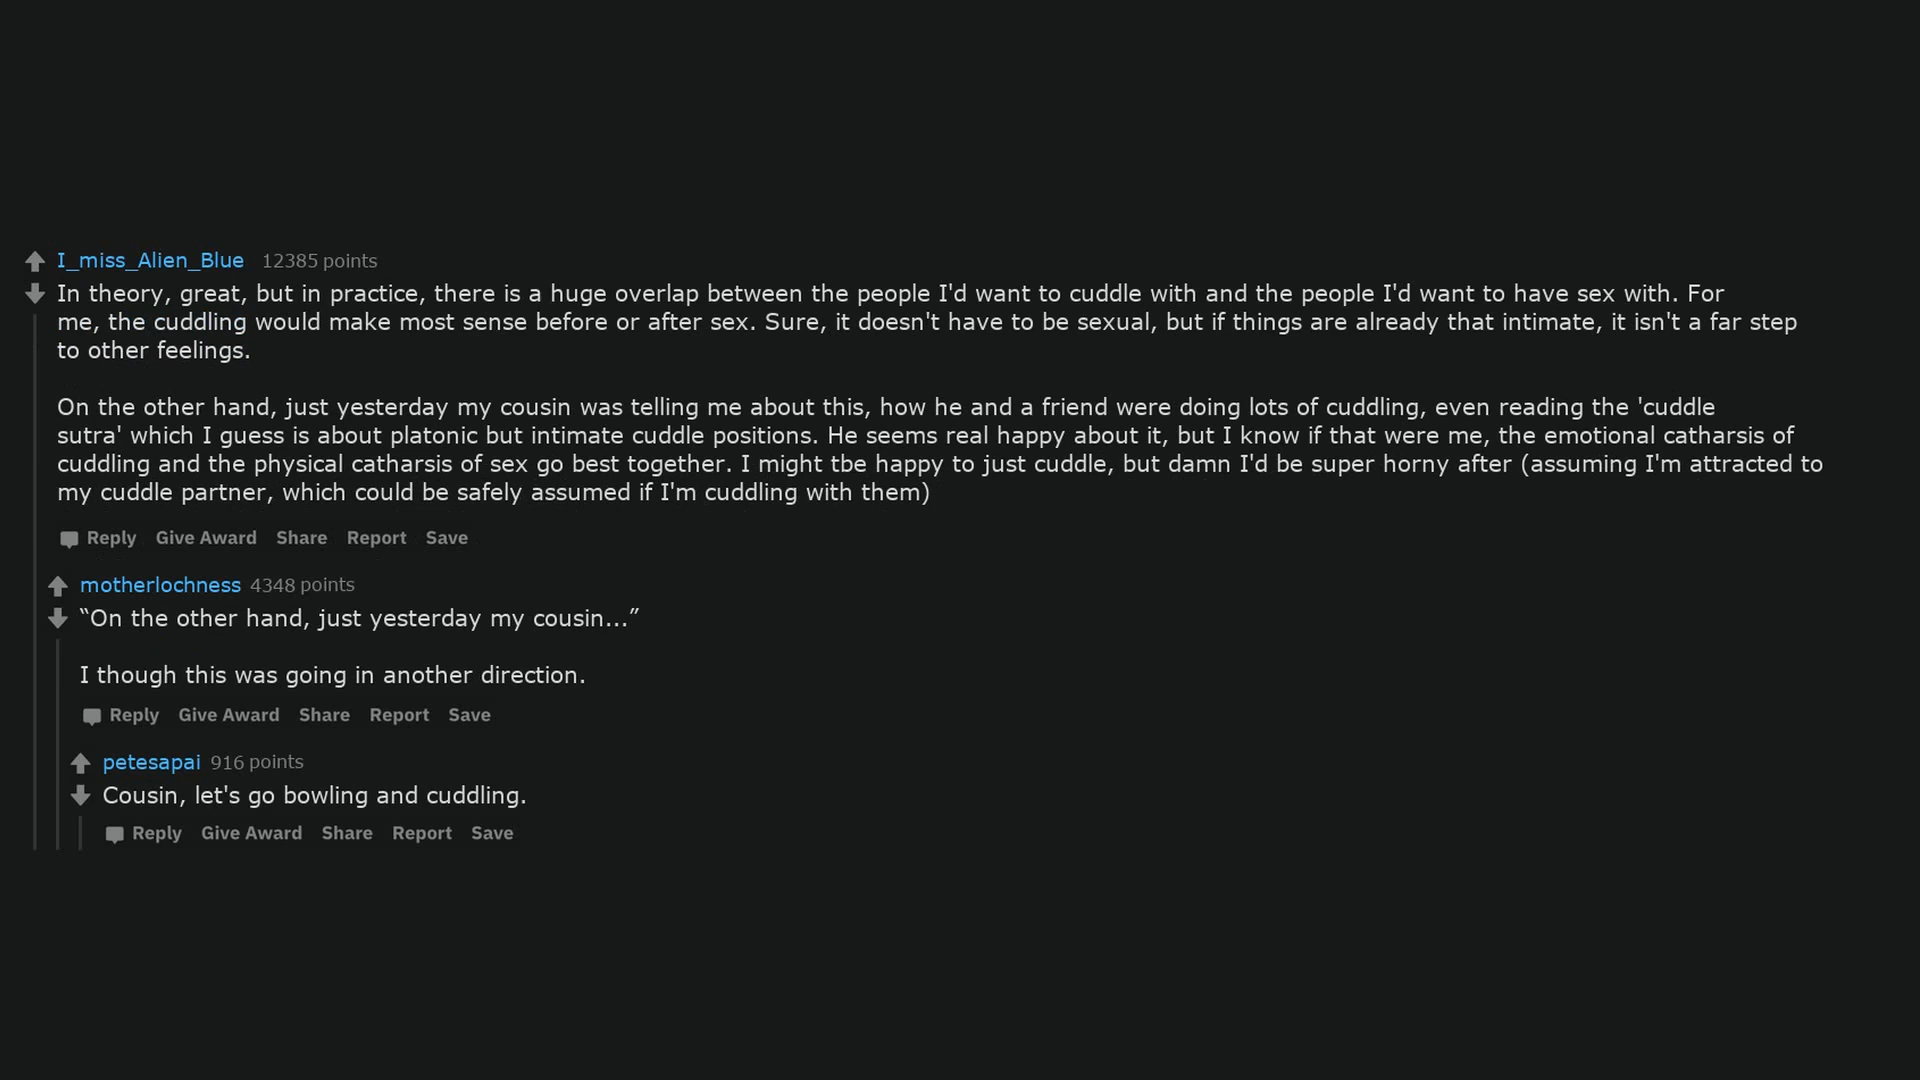 I_miss_Alien_Blue 12385 points
In theory, great, but in practice, there is a huge overlap between the people I'd want to cuddle with and the people I'd want to have sex with. For
me, the cuddling would make most sense before or after sex. Sure, it doesn't have to be sexual, but if things are already that intimate, it isn't a far step
to other feelings.
On the other hand, just yesterday my cousin was telling me about this, how he and a friend were doing lots of cuddling, even reading the 'cuddle
sutra' which I guess is about platonic but intimate cuddle positions. He seems real happy about it, but I know if that were me, the emotional catharsis of
cuddling and the physical catharsis of sex go best together. I might tbe happy to just cuddle, but damn I'd be super horny after (assuming I'm attracted to
my cuddle partner, which could be safely assumed if I'm cuddling with them)
Reply Give Award Share Report Save
motherlochness 4348 points
“On the other hand, just yesterday my cousin...”
I though this was going in another direction.
Reply Give Award Share Report Save
petesapai 916 points
Cousin, let's go bowling and cuddling.
Reply Give Award Share Report Save